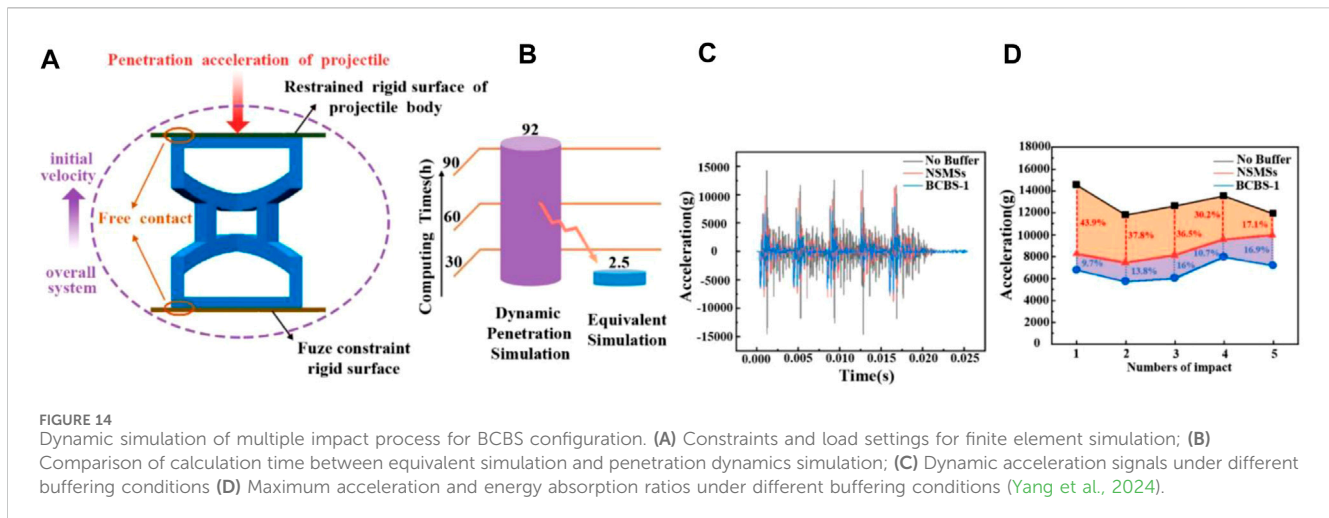 A
Penetration acceleration of projectile
Restrained rigid surface of
projectile body
initial
velocity
Free contact
overall
system
Fuze constraint
rigid surface
B
Computing Times(h)
90
60
30
92
2.5
Dynamic
Penetration
Simulation
Equivalent
Simulation
C
Acceleration(g)
15000
10000
5000
0
-5000
-10000
-15000
No Buffer
NSMSs
BCBS-1
0.000 0.005 0.010 0.015 0.020 0.025
Time(s)
D
Acceleration(g)
18000
16000
14000
12000
10000
8000
6000
4000
2000
0
No Buffer
NSMSs
BCBS-1
43.9% 37.8% 36.5% 30.2% 17.1%
9.7% 13.8% 16% 10.7% 16.9%
1 2 3 4 5
Numbers of impact
FIGURE 14
Dynamic simulation of multiple impact process for BCBS configuration. (A) Constraints and load settings for finite element simulation; (B)
Comparison of calculation time between equivalent simulation and penetration dynamics simulation; (C) Dynamic acceleration signals under different
buffering conditions (D) Maximum acceleration and energy absorption ratios under different buffering conditions (Yang et al., 2024).